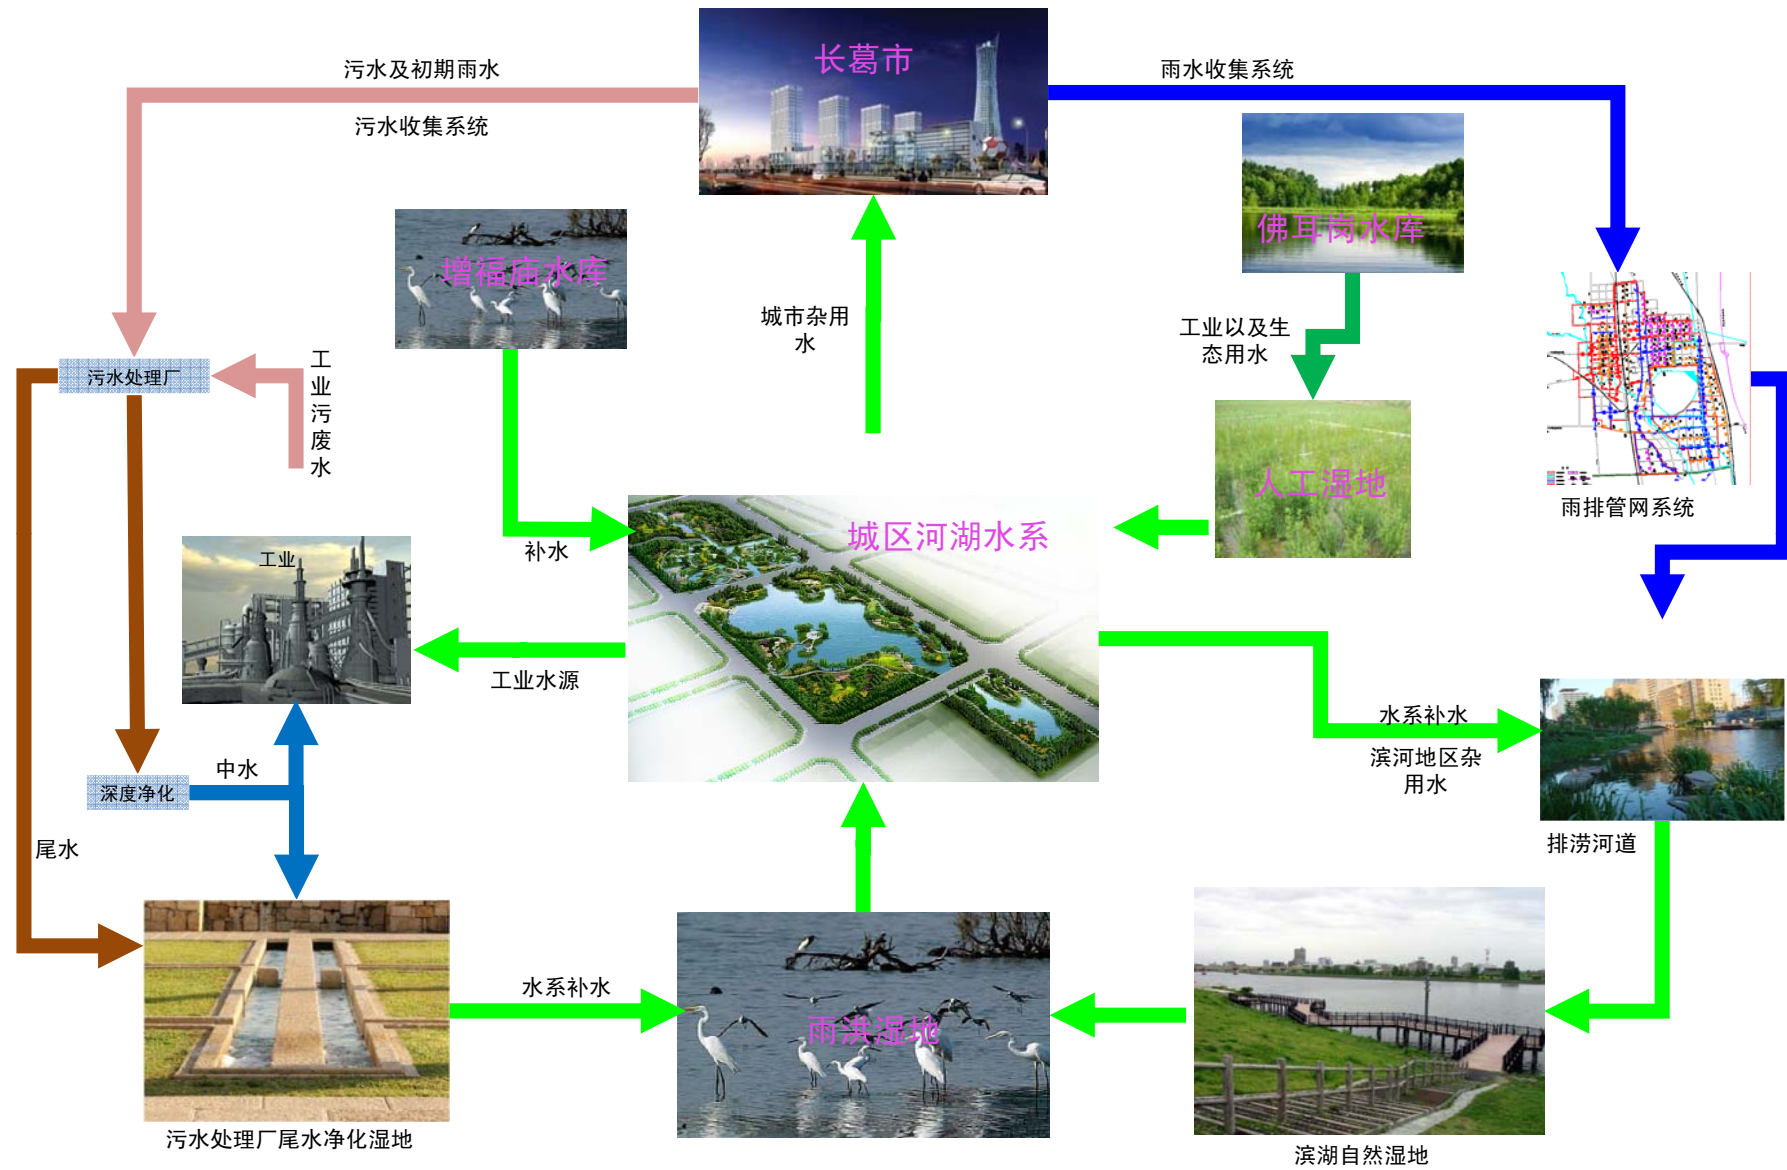 长葛市
污水及初期雨水
雨水收集系统
污水收集系统
佛耳岗水库
增福庙水库
城市杂用
水
工业以及生
态用水
污水处理厂
工
业
污
废
水
人工湿地
雨排管网系统
城区河湖水系
补水
工业
工业水源
水系补水
滨河地区杂
用水
中水
深度净化
尾水
排涝河道
水系补水
雨洪湿地
污水处理厂尾水净化湿地
滨湖自然湿地